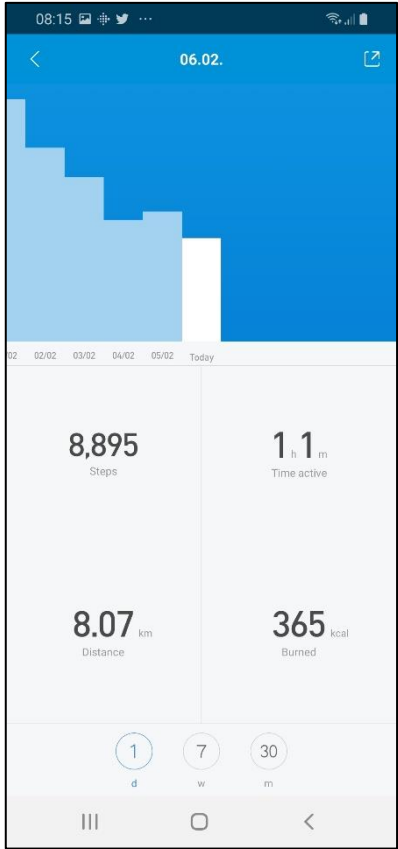 08:15
06.02.
/02 02/02 03/02 04/02 05/02 Today
8,895
Steps
1 h 1 m
Time active
8.07 km
Distance
365 kcal
Burned
1 7 30
d w m